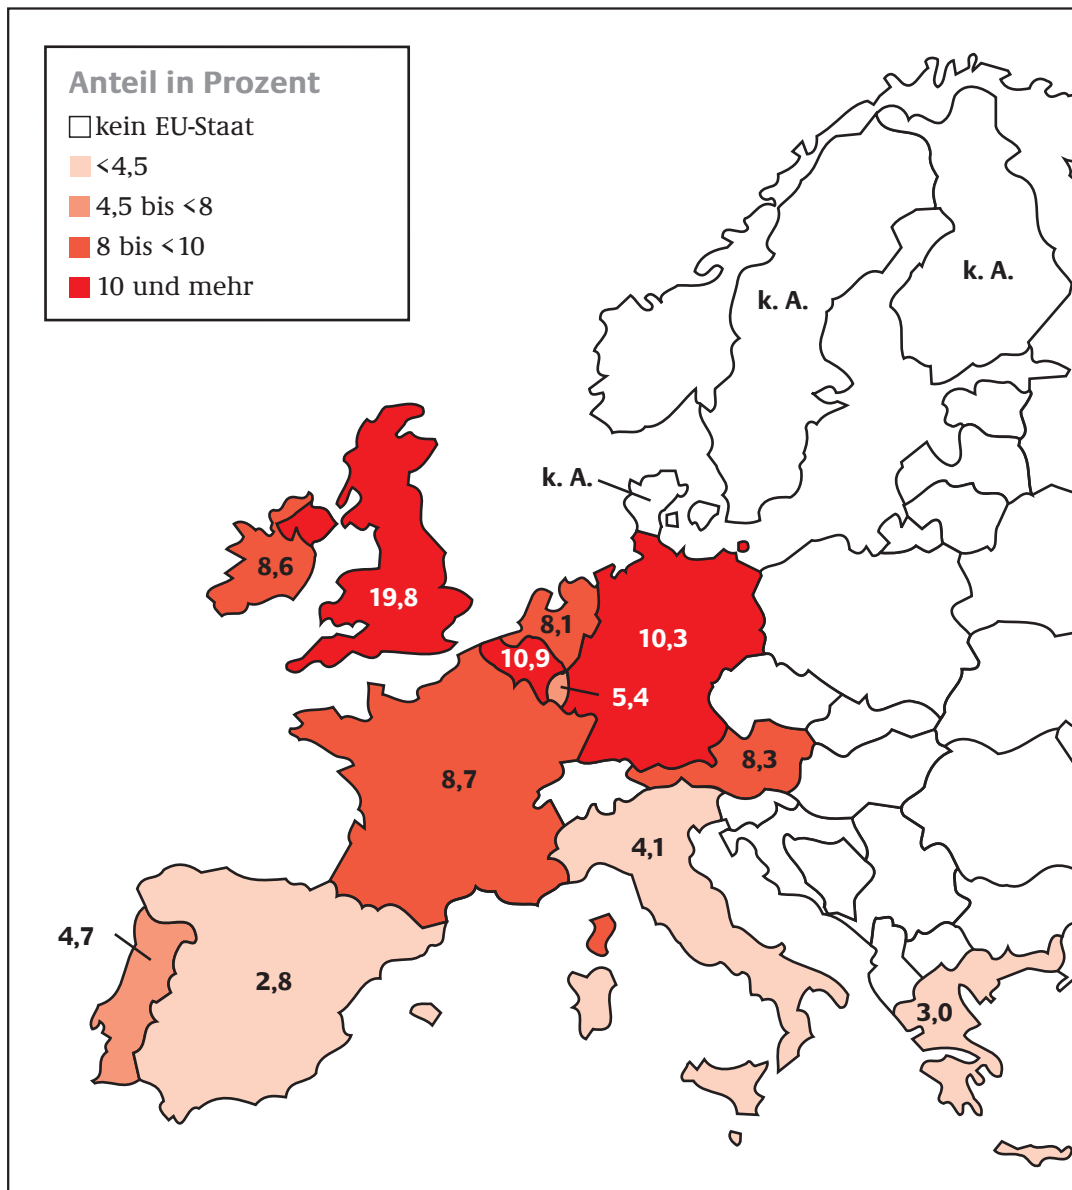 Anteil in Prozent
kein EU-Staat
<4,5
4,5 bis <8
8 bis <10
10 und mehr
k. A.
k. A.
k. A.
8,6
19,8
8,1
10,3
10,9
5,4
8,3
8,7
4,1
4,7
2,8
3,0